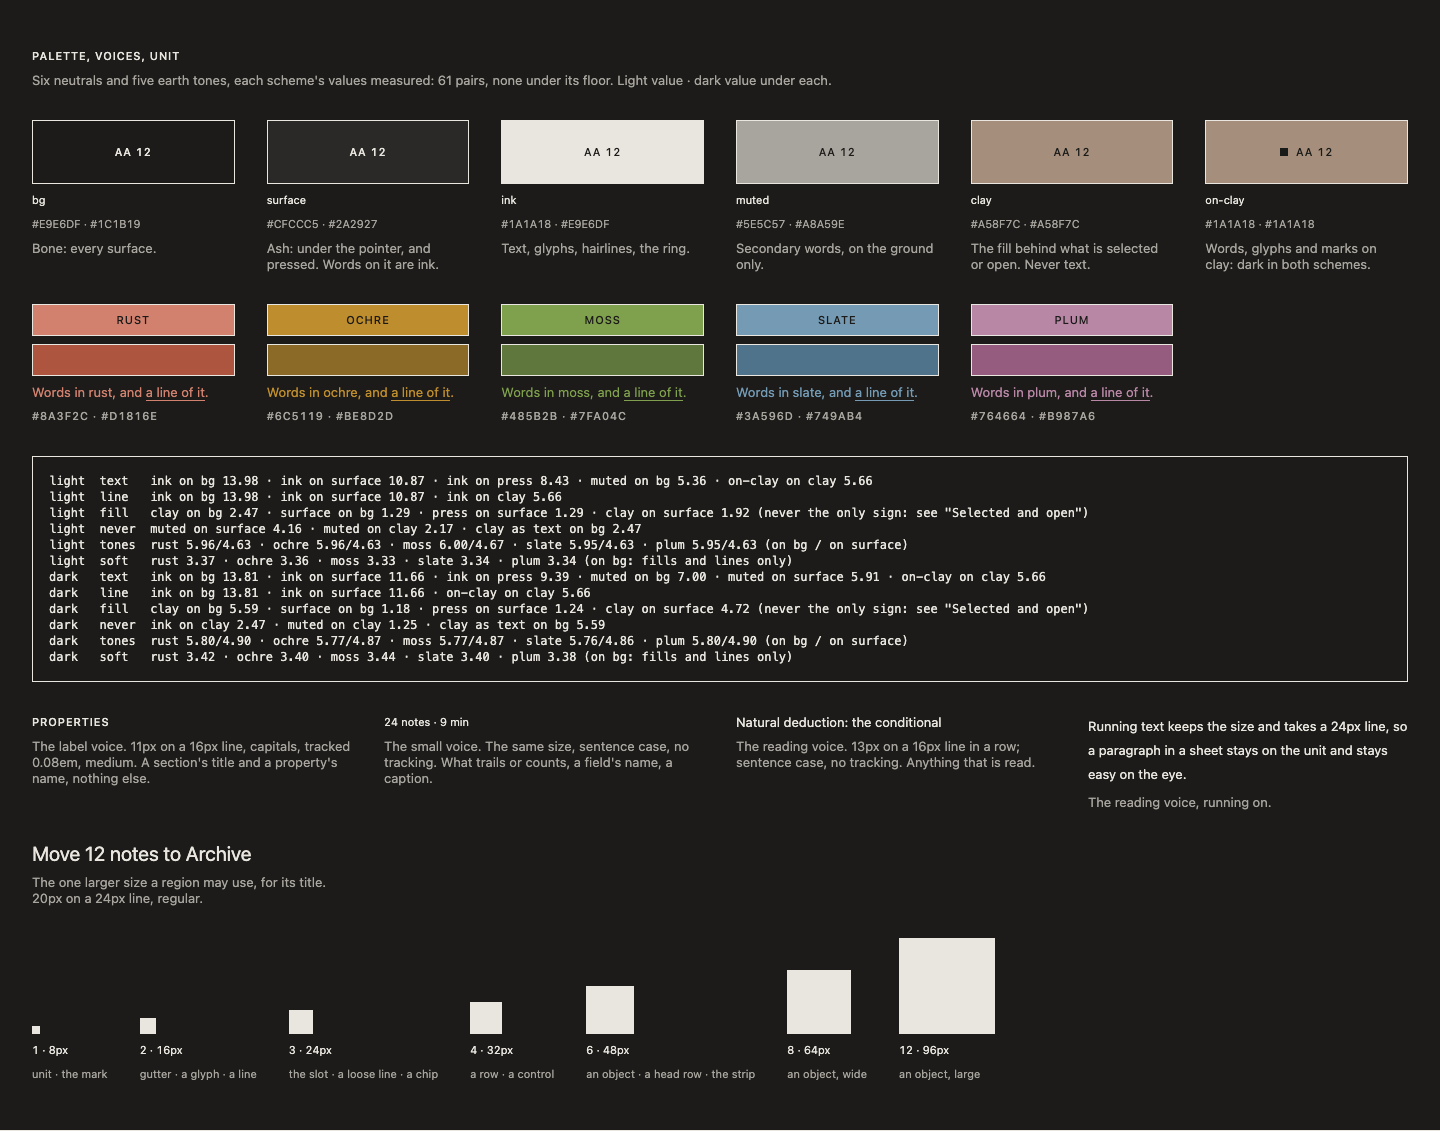 PALETTE, VOICES, UNIT
Six neutrals and five earth tones, each scheme's values measured: 61 pairs, none under its floor. Light value · dark value under each.
AA 12
AA 12
AA 12
AA 12
AA 12
■ AA 12
bg
surface
ink
muted
clay
on-clay
#E9E6DF · #1C1B19
#CFCCC5 · #2A2927
#1A1A18 · #E9E6DF
#5E5C57 · #A8A59E
#A58F7C · #A58F7C
#1A1A18 · #1A1A18
Bone: every surface.
Ash: under the pointer, and
pressed. Words on it are ink.
Text, glyphs, hairlines, the ring.
Secondary words, on the ground
only.
The fill behind what is selected
or open. Never text.
Words, glyphs and marks on
clay: dark in both schemes.
RUST
OCHRE
MOSS
SLATE
PLUM
Words in rust, and a line of it.
Words in ochre, and a line of it.
Words in moss, and a line of it.
Words in slate, and a line of it.
Words in plum, and a line of it.
#8A3F2C · #D1816E
#6C5119 · #BE8D2D
#485B2B · #7FA04C
#3A596D · #749AB4
#764664 · #B987A6
light text ink on bg 13.98 · ink on surface 10.87 · ink on press 8.43 · muted on bg 5.36 · on-clay on clay 5.66
light line ink on bg 13.98 · ink on surface 10.87 · ink on clay 5.66
light fill clay on bg 2.47 · surface on bg 1.29 · press on surface 1.29 · clay on surface 1.92 (never the only sign: see "Selected and open")
light never muted on surface 4.16 · muted on clay 2.17 · clay as text on bg 2.47
light tones rust 5.96/4.63 · ochre 5.96/4.63 · moss 6.00/4.67 · slate 5.95/4.63 · plum 5.95/4.63 (on bg / on surface)
light soft rust 3.37 · ochre 3.36 · moss 3.33 · slate 3.34 · plum 3.34 (on bg: fills and lines only)
dark text ink on bg 13.81 · ink on surface 11.66 · ink on press 9.39 · muted on bg 7.00 · muted on surface 5.91 · on-clay on clay 5.66
dark line ink on bg 13.81 · ink on surface 11.66 · on-clay on clay 5.66
dark fill clay on bg 5.59 · surface on bg 1.18 · press on surface 1.24 · clay on surface 4.72 (never the only sign: see "Selected and open")
dark never ink on clay 2.47 · muted on clay 1.25 · clay as text on bg 5.59
dark tones rust 5.80/4.90 · ochre 5.77/4.87 · moss 5.77/4.87 · slate 5.76/4.86 · plum 5.80/4.90 (on bg / on surface)
dark soft rust 3.42 · ochre 3.40 · moss 3.44 · slate 3.40 · plum 3.38 (on bg: fills and lines only)
PROPERTIES
The label voice. 11px on a 16px line, capitals, tracked
0.08em, medium. A section's title and a property's
name, nothing else.
24 notes · 9 min
The small voice. The same size, sentence case, no
tracking. What trails or counts, a field's name, a
caption.
Natural deduction: the conditional
The reading voice. 13px on a 16px line in a row;
sentence case, no tracking. Anything that is read.
Running text keeps the size and takes a 24px line, so
a paragraph in a sheet stays on the unit and stays
easy on the eye.
The reading voice, running on.
Move 12 notes to Archive
The one larger size a region may use, for its title.
20px on a 24px line, regular.
1 · 8px
2 · 16px
3 · 24px
4 · 32px
6 · 48px
8 · 64px
12 · 96px
unit · the mark
gutter · a glyph · a line
the slot · a loose line · a chip
a row · a control
an object · a head row · the strip
an object, wide
an object, large